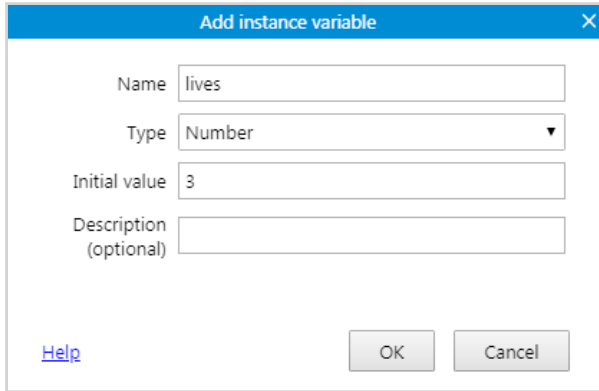 Add instance variable
Name lives
Type Number
Initial value 3
Description
(optional)
Help OK Cancel